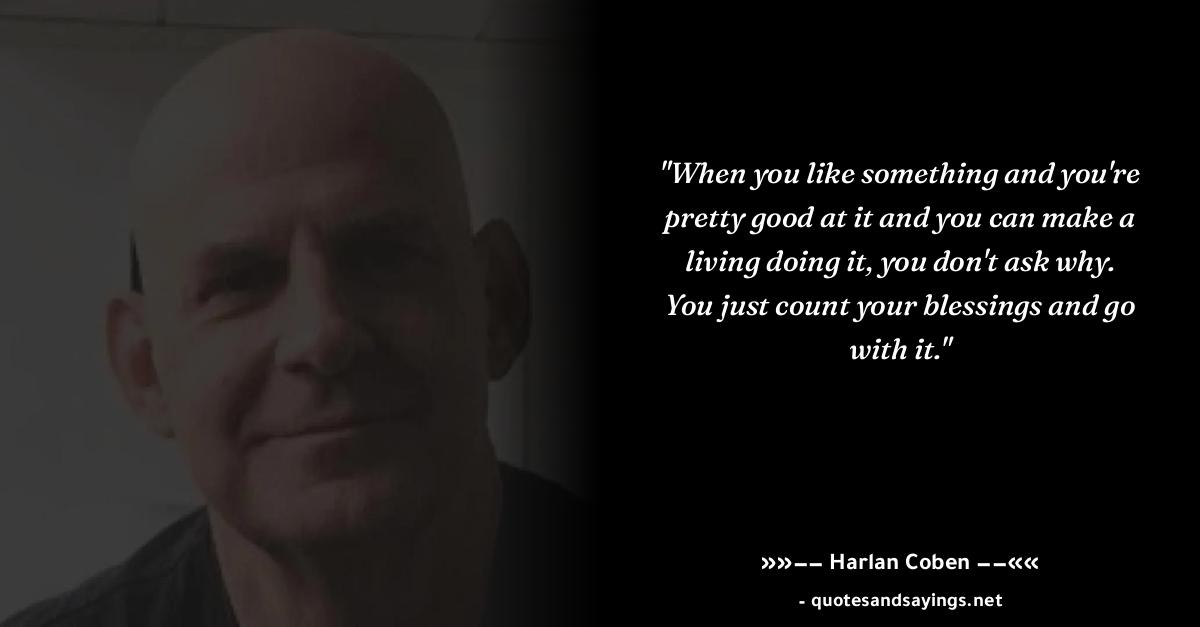 "When you like something and you're
pretty good at it and you can make a
living doing it, you don't ask why.
You just count your blessings and go
with it."
»»−− Harlan Coben −−««
- quotesandsayings.net